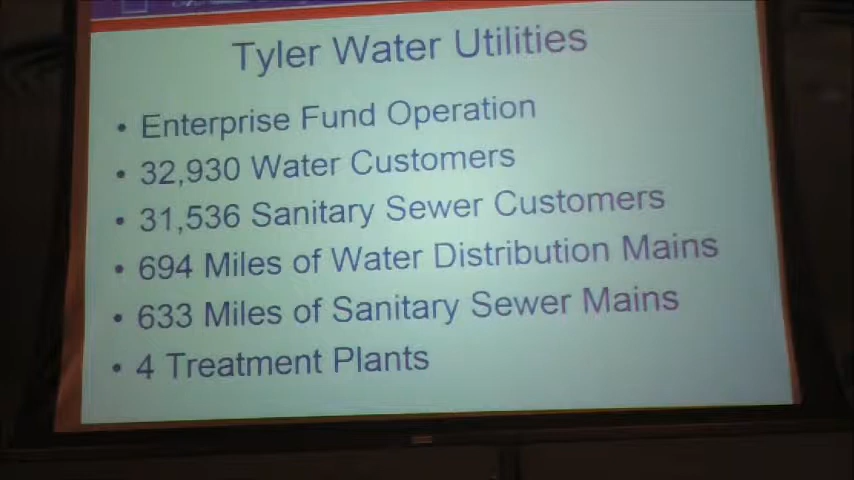 Tyler Water Utilities
• Enterprise Fund Operation
• 32,930 Water Customers
• 31,536 Sanitary Sewer Customers
• 694 Miles of Water Distribution Mains
• 633 Miles of Sanitary Sewer Mains
• 4 Treatment Plants